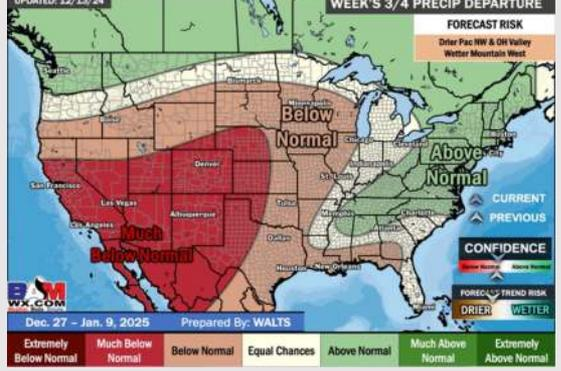 UPDATED: 12/13/24
WEEK'S 3/4 PRECIP DEPARTURE
FORECAST RISK
Drier Pac NW & OH Valley
Wetter Mountain West
Seattle
Bismarck
Minneapolis
Boise
Below
Normal
Chicago
Cleveland
Boston
Above
Normal
Denver
Indianapolis
St. Louis
San Francisco
Las Vegas
CURRENT
PREVIOUS
Los Angeles
Albuquerque
Tulsa
Memphis
Charlotte
Atlanta
Much
Below Normal
Dallas
CONFIDENCE
Below Normal
Above Normal
Houston
New Orleans
BAM
WX.COM
FORECAST TREND RISK
DRIER
WETTER
Miami
Dec. 27 – Jan. 9, 2025
Prepared By: WALTS
Extremely
Below Normal
Much Below
Normal
Below Normal
Equal Chances
Above Normal
Much Above
Normal
Extremely
Above Normal